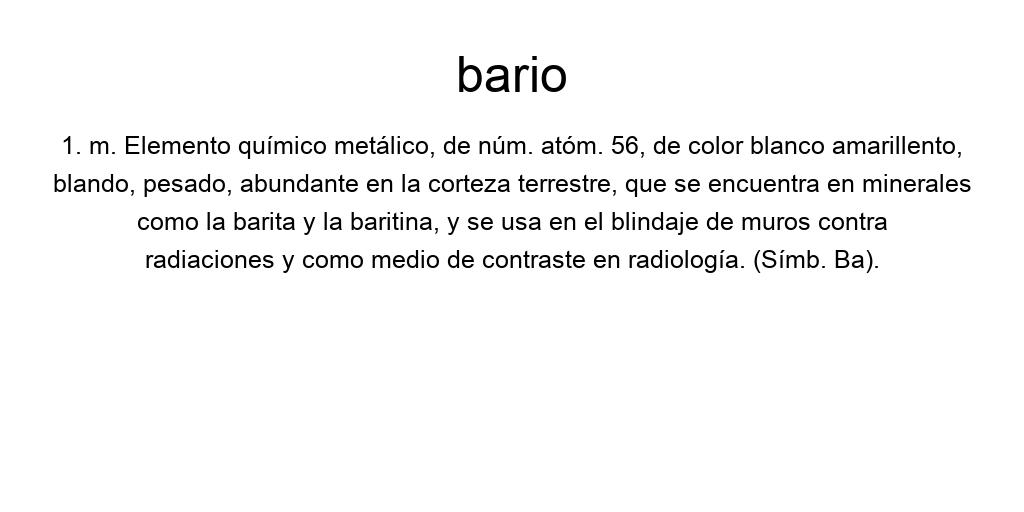 bario
1. m. Elemento químico metálico, de núm. atóm. 56, de color blanco amarillento,
blando, pesado, abundante en la corteza terrestre, que se encuentra en minerales
como la barita y la baritina, y se usa en el blindaje de muros contra
radiaciones y como medio de contraste en radiología. (Símb. Ba).